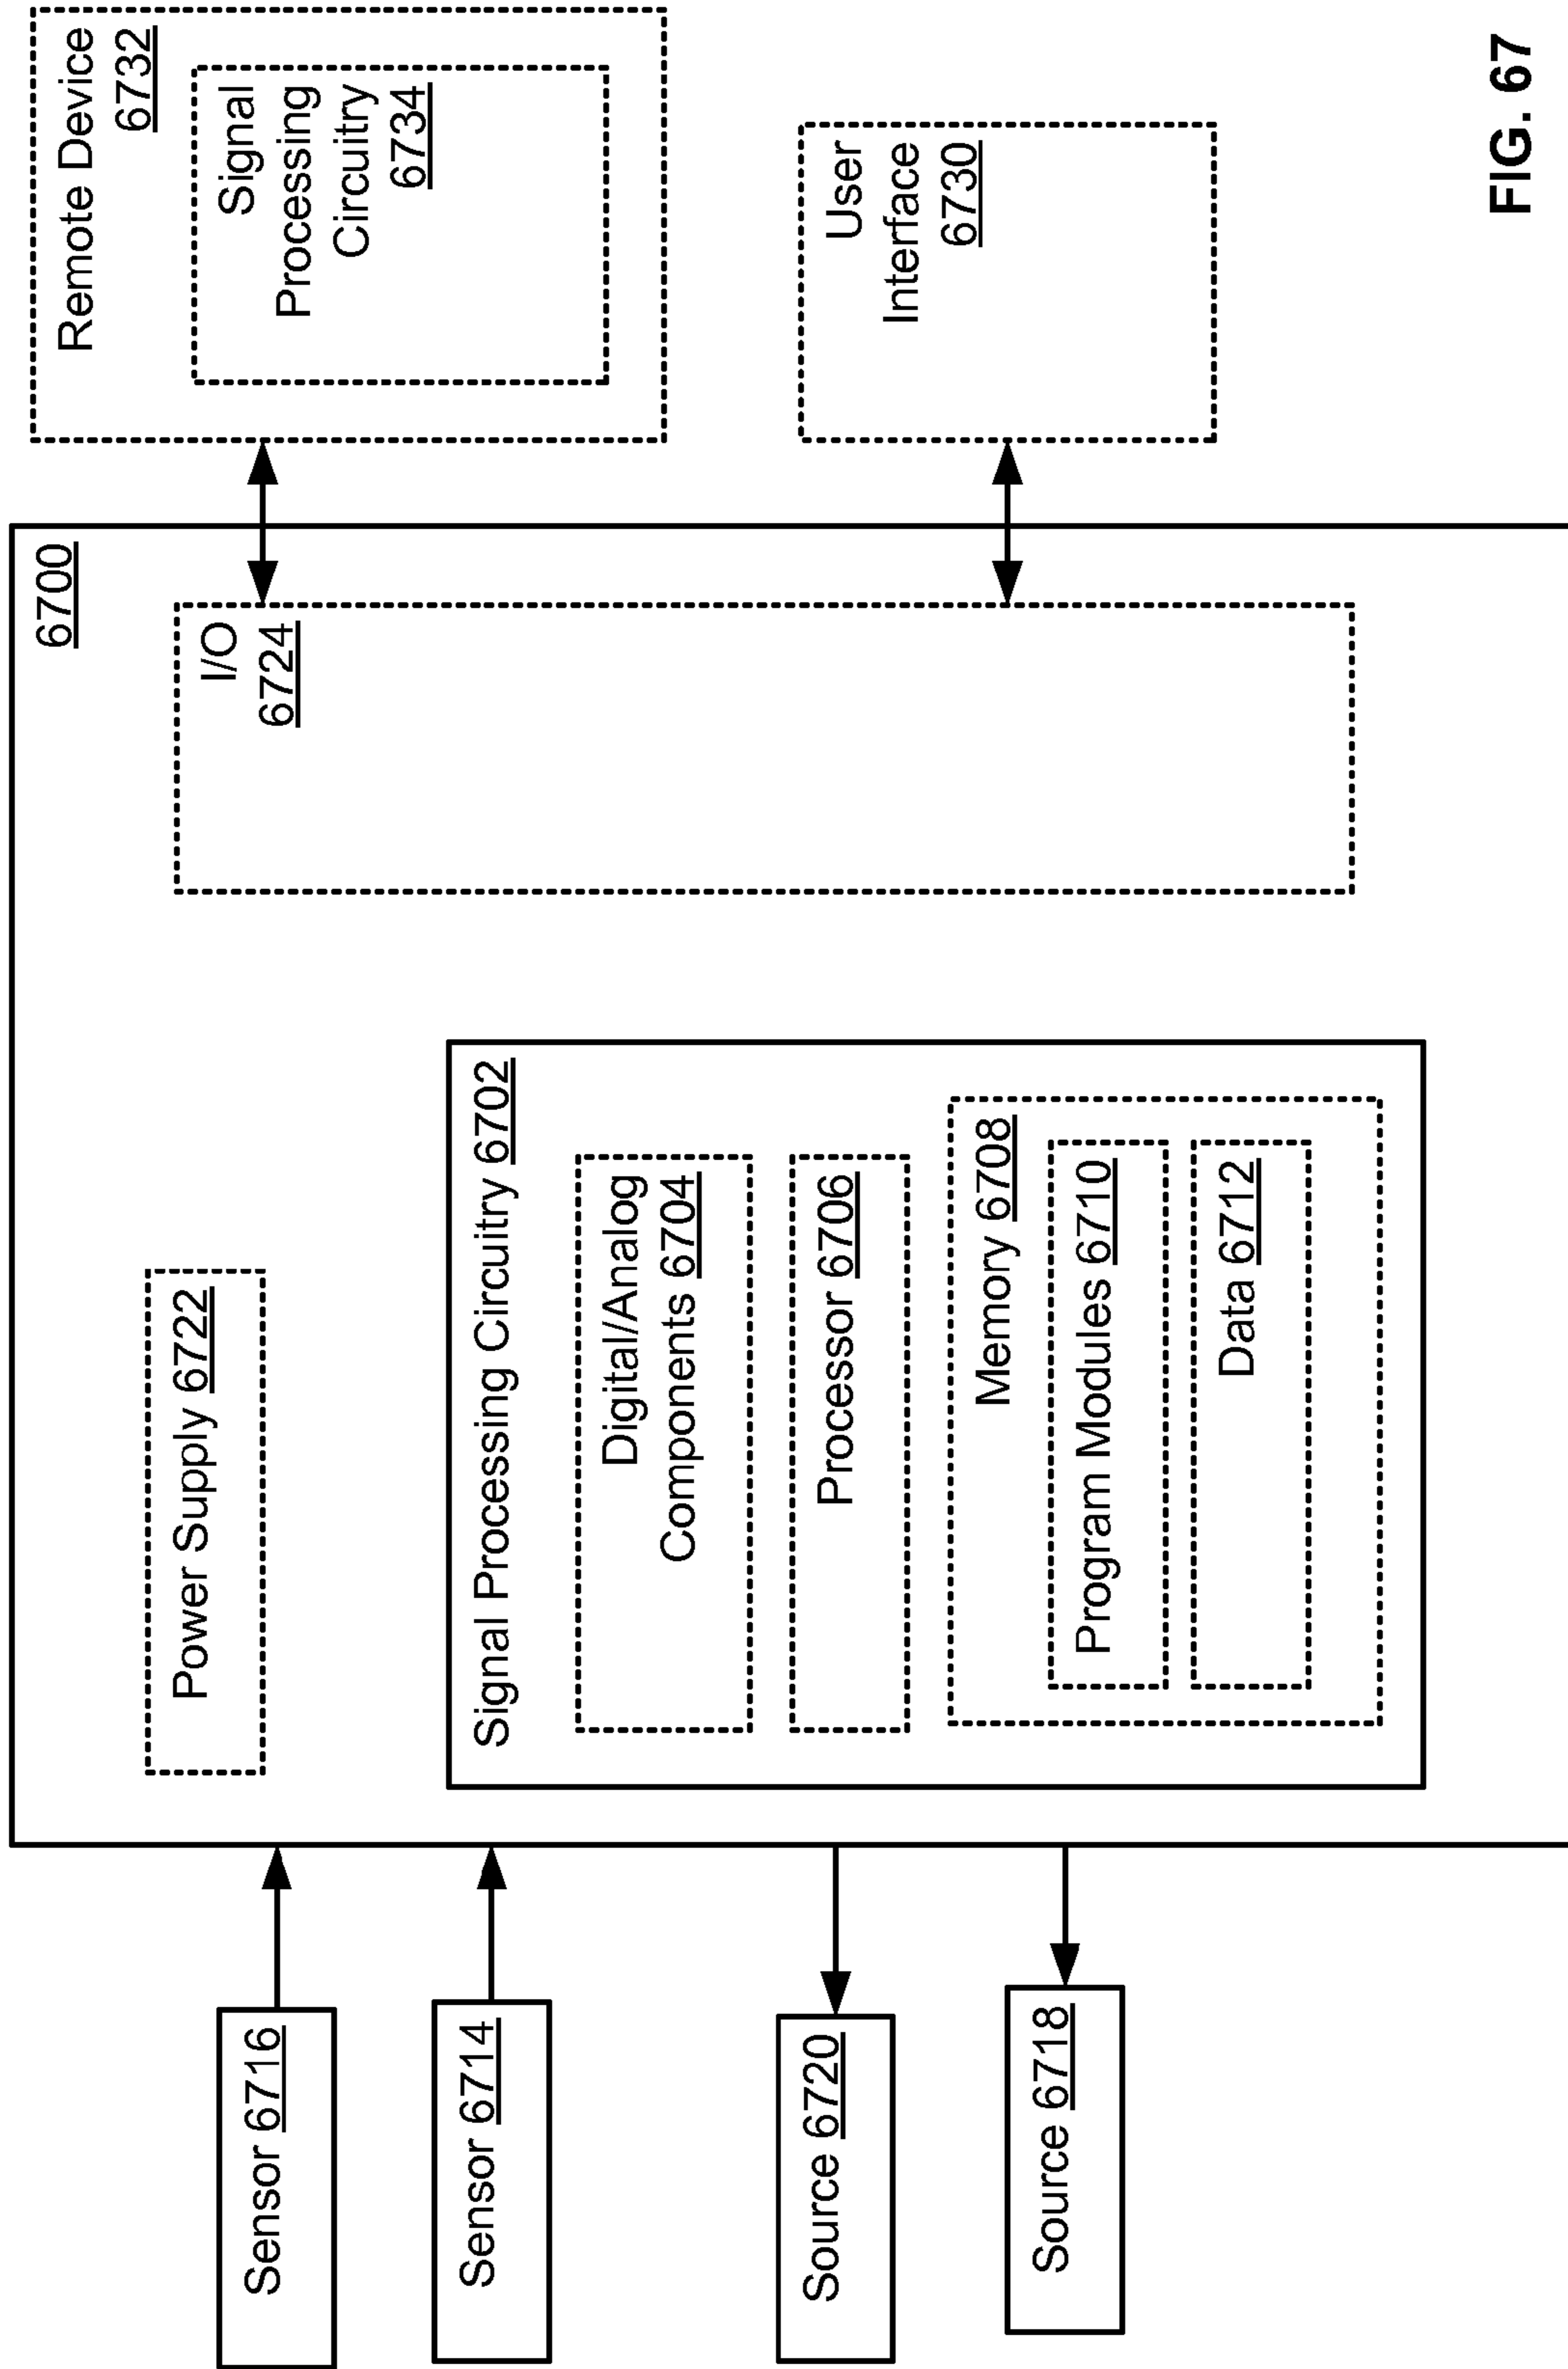 6700
Sensor 6716
Sensor 6714
Source 6720
Source 6718
Power Supply 6722
Signal Processing Circuitry 6702
Digital/Analog
Components 6704
Processor 6706
Memory 6708
Program Modules 6710
Data 6712
I/O
6724
Remote Device
6732
Signal
Processing
Circuitry
6734
User
Interface
6730
FIG. 67